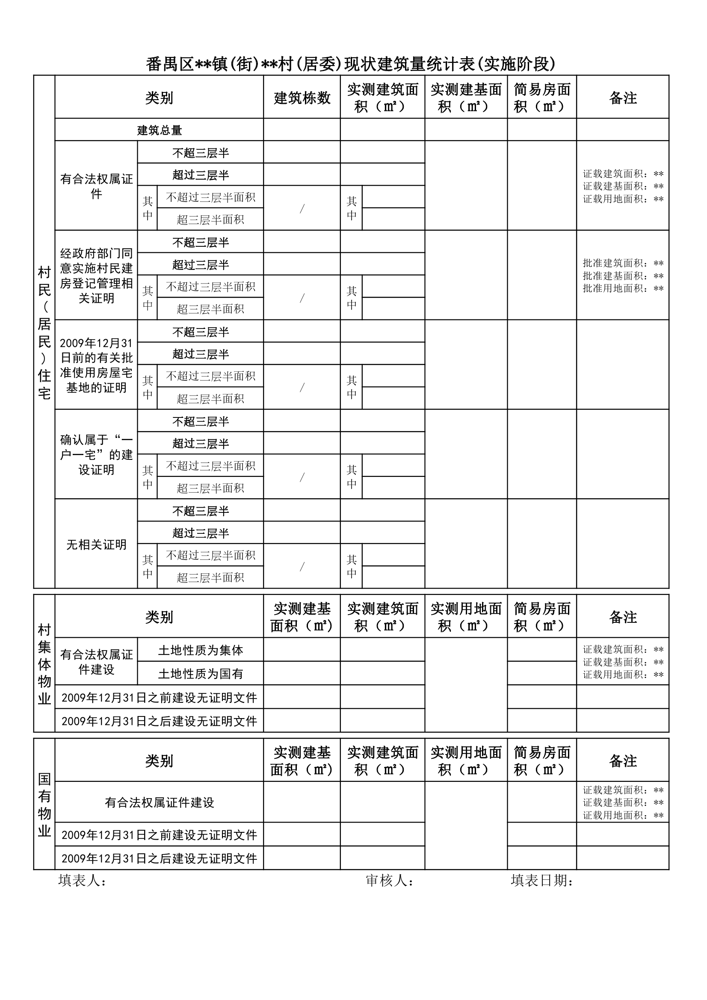 番禺区**镇(街)**村(居委)现状建筑量统计表(实施阶段)
村民（居民）住宅
类别
建筑栋数
实测建筑面
积（㎡）
实测建基面
积（㎡）
简易房面
积（㎡）
备注
建筑总量
有合法权属证
件
不超三层半
超过三层半
其中
不超过三层半面积
超三层半面积
/
其中
证载建筑面积：**
证载建基面积：**
证载用地面积：**
经政府部门同
意实施村民建
房登记管理相
关证明
不超三层半
超过三层半
其中
不超过三层半面积
超三层半面积
/
其中
批准建筑面积：**
批准建基面积：**
批准用地面积：**
2009年12月31
日前的有关批
准使用房屋宅
基地的证明
不超三层半
超过三层半
其中
不超过三层半面积
超三层半面积
/
其中
确认属于“一
户一宅”的建
设证明
不超三层半
超过三层半
其中
不超过三层半面积
超三层半面积
/
其中
无相关证明
不超三层半
超过三层半
其中
不超过三层半面积
超三层半面积
/
其中
村集体物业
类别
实测建基
面积（㎡)
实测建筑面
积（㎡）
实测用地面
积（㎡）
简易房面
积（㎡）
备注
有合法权属证
件建设
土地性质为集体
土地性质为国有
证载建筑面积：**
证载建基面积：**
证载用地面积：**
2009年12月31日之前建设无证明文件
2009年12月31日之后建设无证明文件
国有物业
类别
实测建基
面积（㎡)
实测建筑面
积（㎡）
实测用地面
积（㎡）
简易房面
积（㎡）
备注
有合法权属证件建设
证载建筑面积：**
证载建基面积：**
证载用地面积：**
2009年12月31日之前建设无证明文件
2009年12月31日之后建设无证明文件
填表人：
审核人：
填表日期：